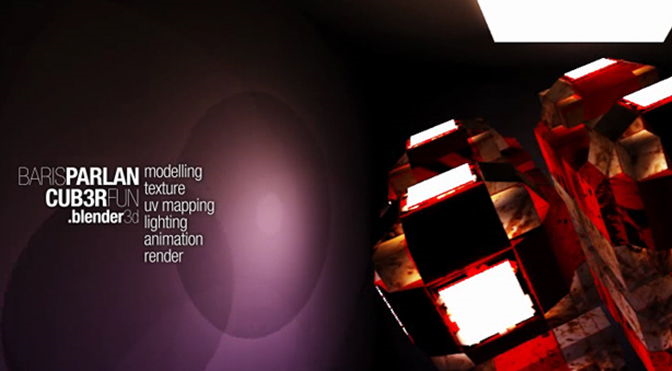 BARISPARLAN
CUB3RFUN
.blender3d
modelling
texture
uv mapping
lighting
animation
render